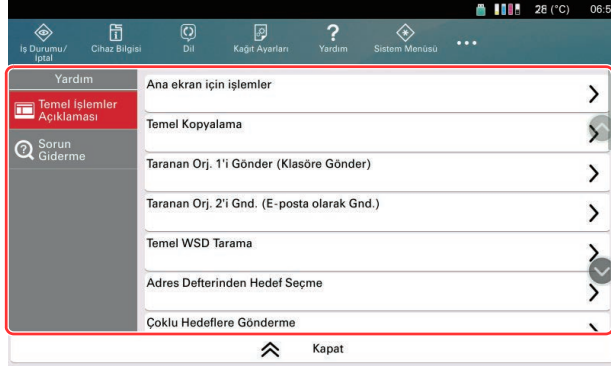 28 (°C) 06:5
İş Durumu/
İptal
Cihaz Bilgisi
Dil
Kağıt Ayarları
Yardım
Sistem Menüsü
Yardım
Temel İşlemler
Açıklaması
Sorun
Giderme
Ana ekran için işlemler
Temel Kopyalama
Taranan Orj. 1'i Gönder (Klasöre Gönder)
Taranan Orj. 2'i Gnd. (E-posta olarak Gnd.)
Temel WSD Tarama
Adres Defterinden Hedef Seçme
Çoklu Hedeflere Gönderme
Kapat